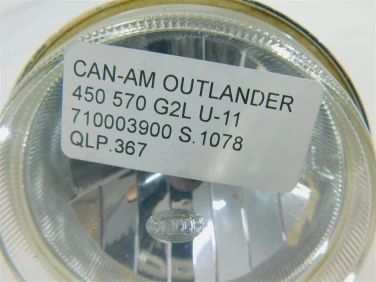 CAN-AM OUTLANDER
450 570 G2L U-11
710003900 S.1078
QLP.367